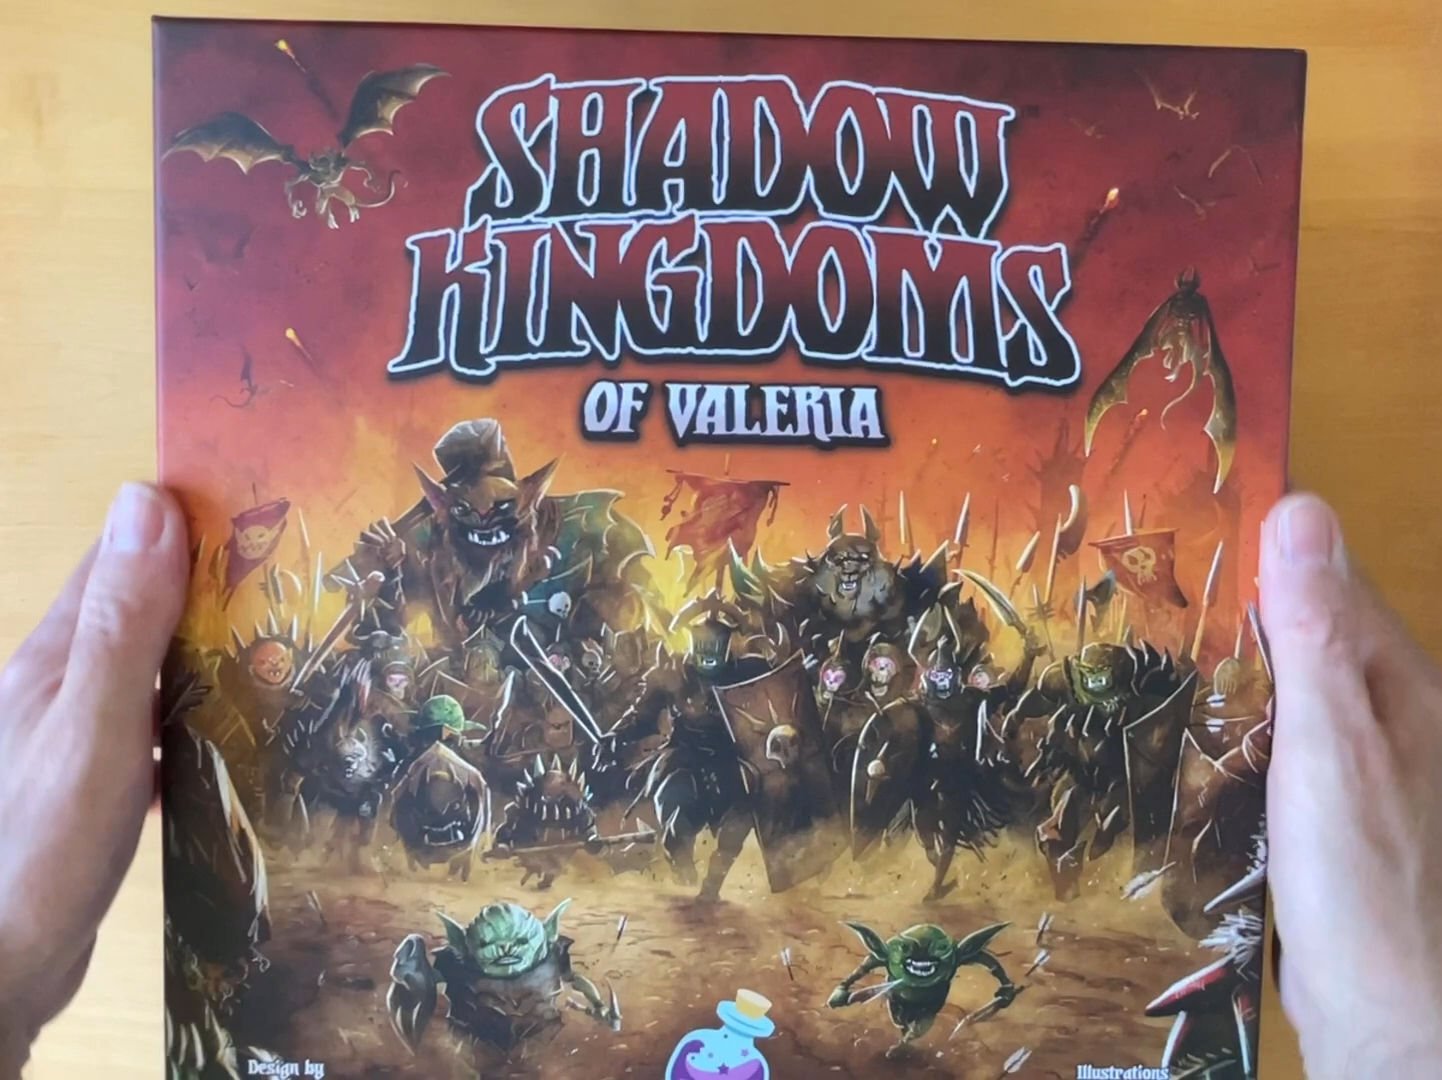 SHADOW
KINGDOMS
OF VALERIA
Design by
Illustrations